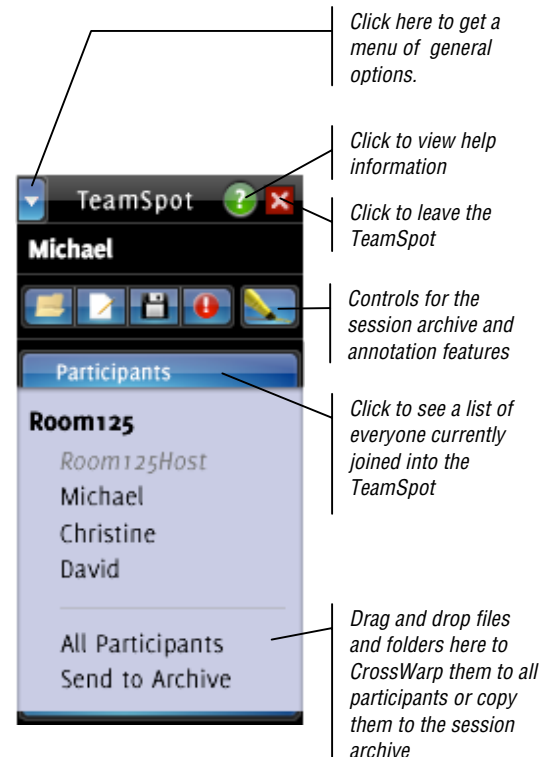 Click here to get a
menu of general
options.
Click to view help
information
TeamSpot
?
Click to leave the
TeamSpot
Michael
Controls for the
session archive and
annotation features
Participants
Click to see a list of
everyone currently
joined into the
TeamSpot
Room125
Room125Host
Michael
Christine
David
All Participants
Send to Archive
Drag and drop files
and folders here to
CrossWarp them to all
participants or copy
them to the session
archive